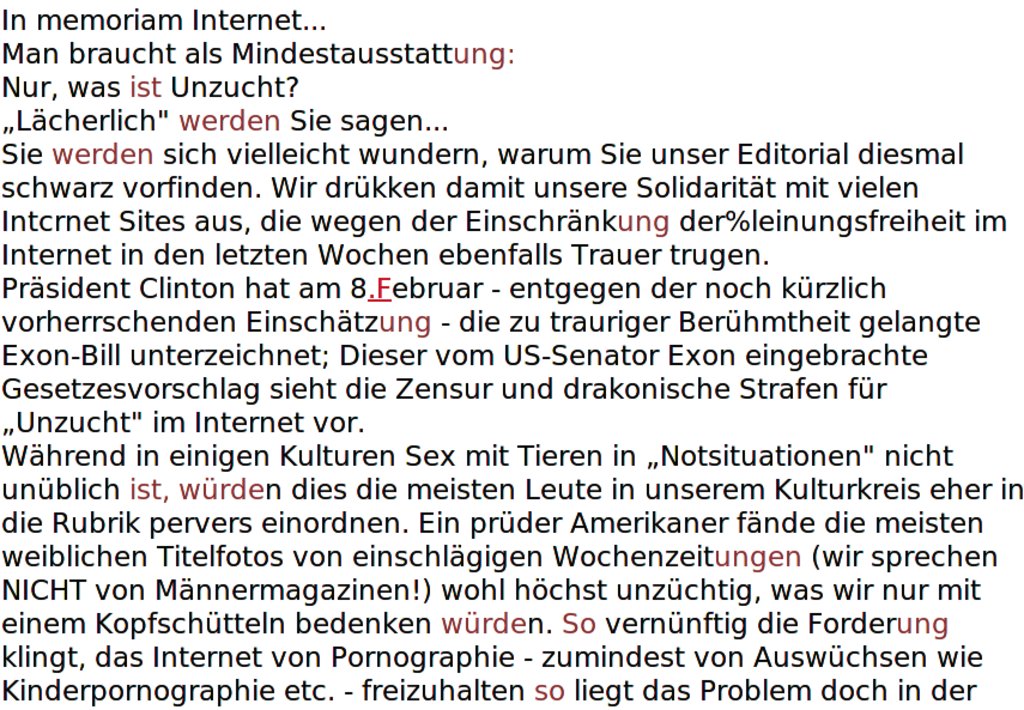 In memoriam Internet...
Man braucht als Mindestausstattung:
Nur, was ist Unzucht?
„Lächerlich" werden Sie sagen...
Sie werden sich vielleicht wundern, warum Sie unser Editorial diesmal
schwarz vorfinden. Wir drükken damit unsere Solidarität mit vielen
Intcrnet Sites aus, die wegen der Einschränkung der%leinungsfreiheit im
Internet in den letzten Wochen ebenfalls Trauer trugen.
Präsident Clinton hat am 8.Februar - entgegen der noch kürzlich
vorherrschenden Einschätzung - die zu trauriger Berühmtheit gelangte
Exon-Bill unterzeichnet; Dieser vom US-Senator Exon eingebrachte
Gesetzesvorschlag sieht die Zensur und drakonische Strafen für
„Unzucht" im Internet vor.
Während in einigen Kulturen Sex mit Tieren in „Notsituationen" nicht
unüblich ist, würden dies die meisten Leute in unserem Kulturkreis eher in
die Rubrik pervers einordnen. Ein prüder Amerikaner fände die meisten
weiblichen Titelfotos von einschlägigen Wochenzeitungen (wir sprechen
NICHT von Männermagazinen!) wohl höchst unzüchtig, was wir nur mit
einem Kopfschütteln bedenken würden. So vernünftig die Forderung
klingt, das Internet von Pornographie - zumindest von Auswüchsen wie
Kinderpornographie etc. - freizuhalten so liegt das Problem doch in der